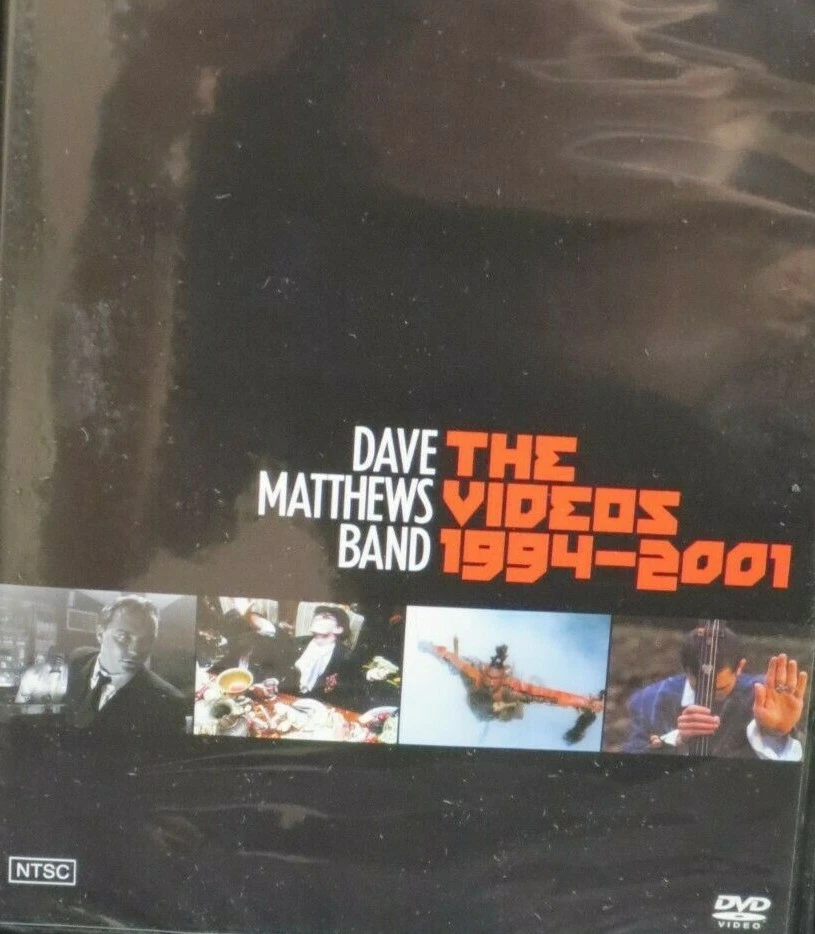 DAVE
MATTHEWS
BAND
THE
VIDEOS
1994–2001
NTSC
DVD
VIDEO